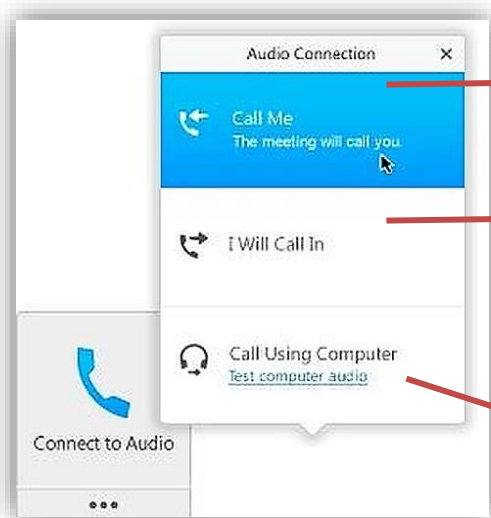 Audio Connection
Call Me
The meeting will call you.
I Will Call In
Call Using Computer
Test computer audio
Connect to Audio